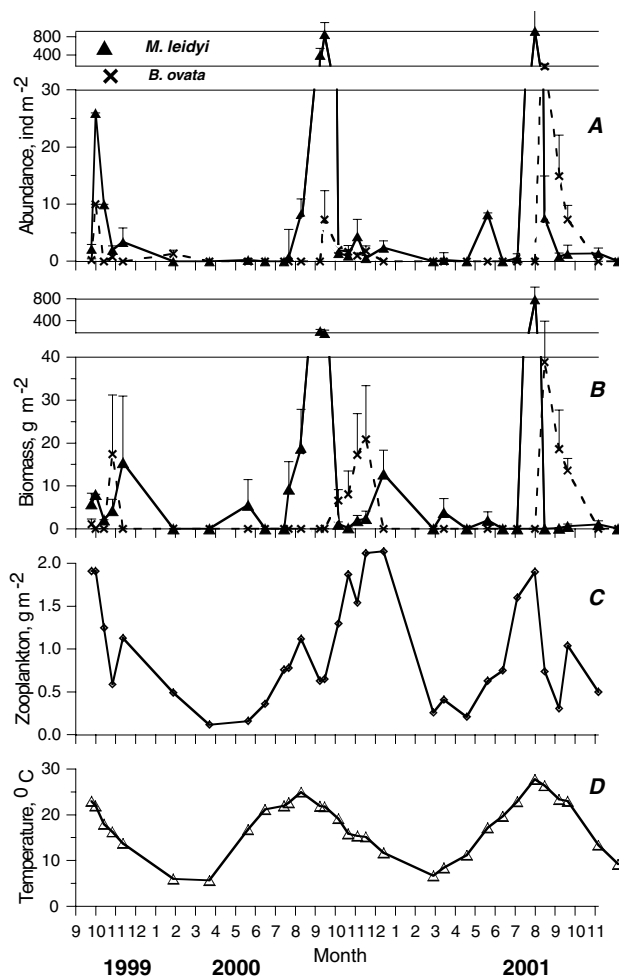 800
400
M. leidyi
B. ovata
30
20
10
0
Abundance, ind m-2
A
800
400
40
30
20
10
0
Biomass, g m-2
B
2.0
1.5
1.0
0.5
0.0
Zooplankton, g m-2
C
30
20
10
0
Temperature, 0 C
D
9 10 11 12 1 2 3 4 5 6 7 8 9 10 11 12 1 2 3 4 5 6 7 8 9 10 11
Month
1999 2000 2001